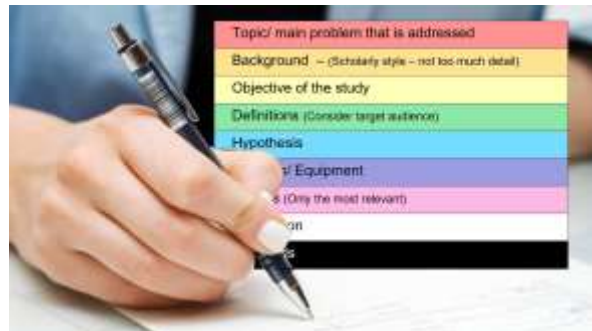 Topic/ main problem that is addressed
Background – (Scholarly style – not too much detail)
Objective of the study
Definitions (Consider target audience)
Hypothesis
s/ Equipment
s (Only the most relevant)
on
s